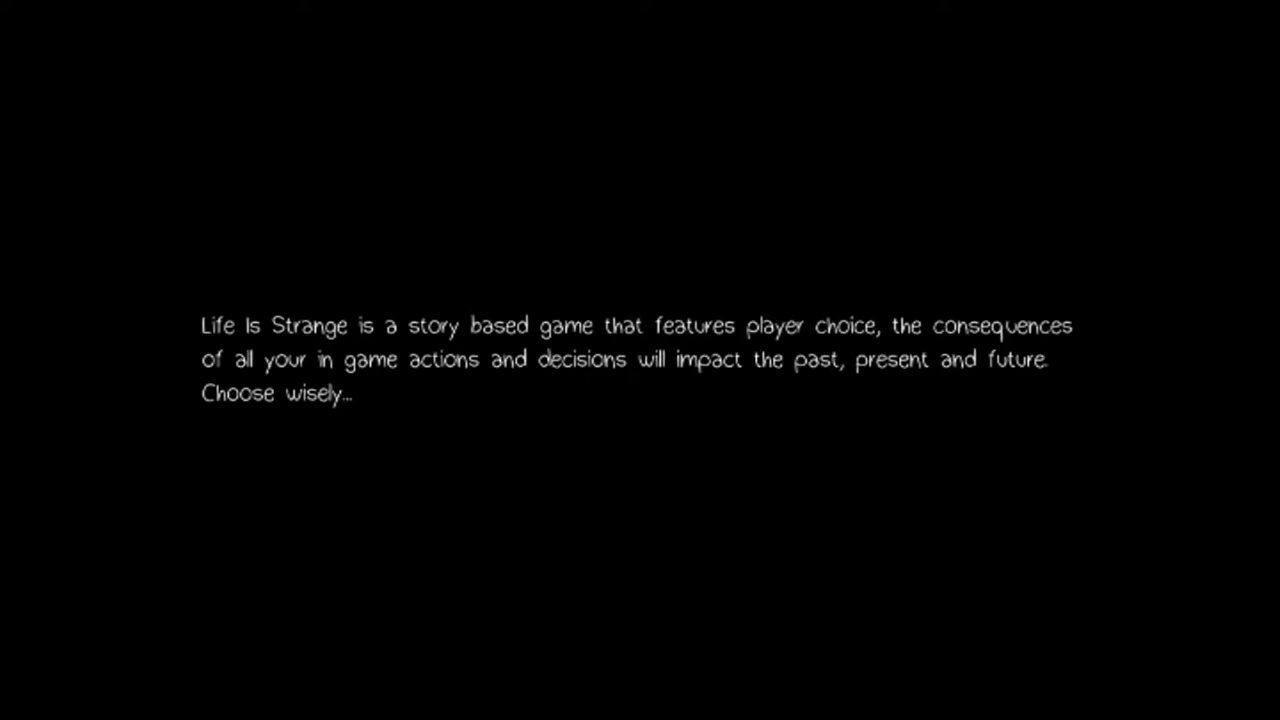 Life Is Strange is a story based game that features player choice, the consequences
of all your in game actions and decisions will impact the past, present and future.
Choose wisely...